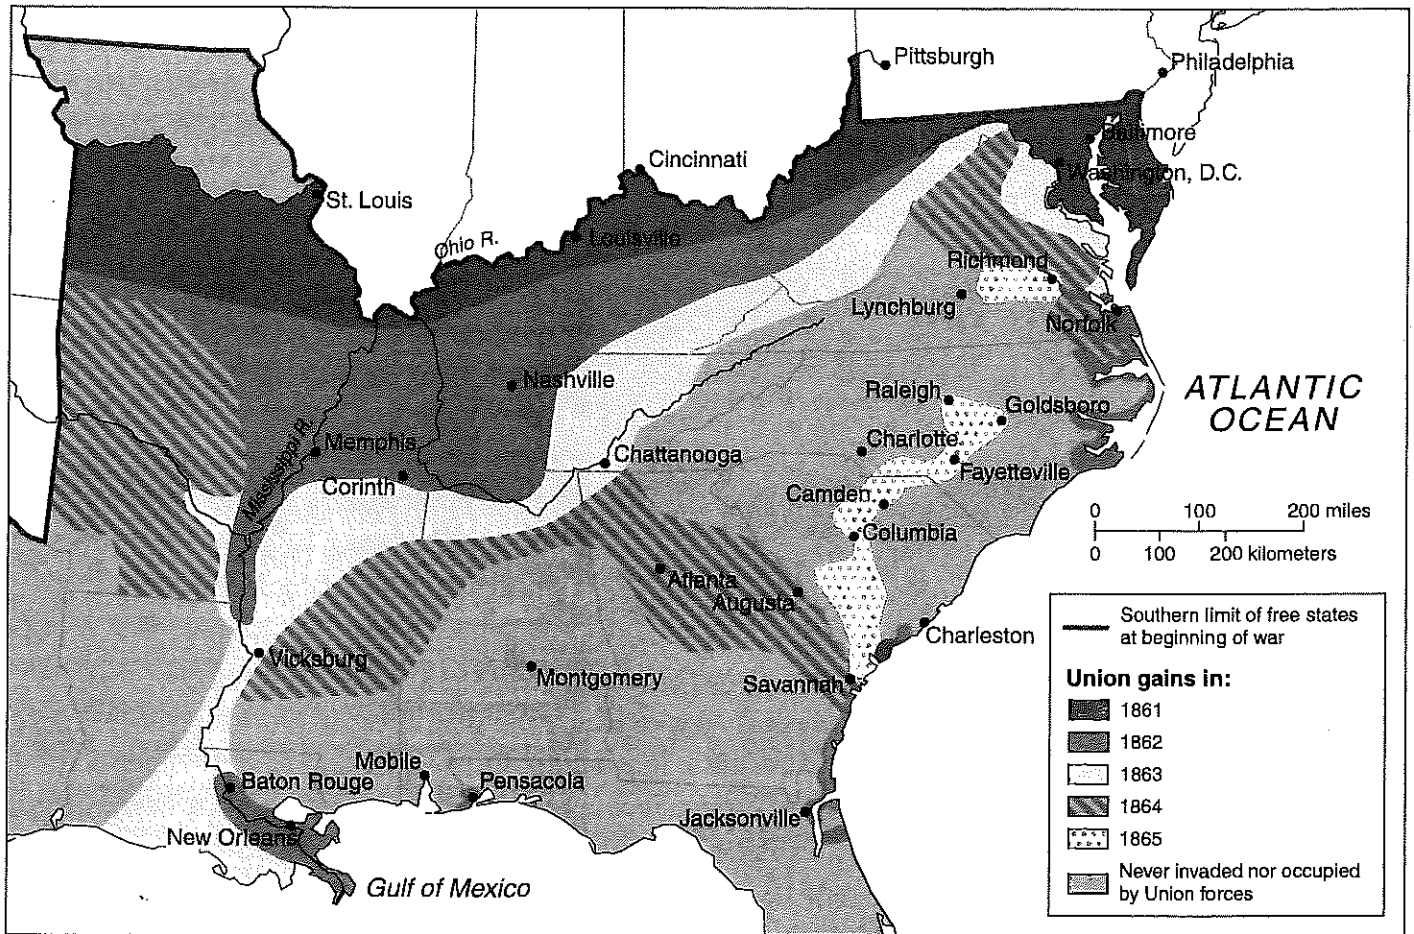 Pittsburgh
Philadelphia
Baltimore
Washington, D.C.
Cincinnati
St. Louis
Ohio R.
Louisville
Richmond
Lynchburg
Norfolk
Nashville
Raleigh
Goldsboro
ATLANTIC
OCEAN
Mississippi R.
Memphis
Charlotte
Chattanooga
Fayetteville
Corinth
Camden
Columbia
0 100 200 miles
0 100 200 kilometers
Atlanta
Augusta
Charleston
Vicksburg
Montgomery
Savannah
Mobile
Baton Rouge
Pensacola
Jacksonville
New Orleans
Gulf of Mexico
Southern limit of free states
at beginning of war
Union gains in:
1861
1862
1863
1864
1865
Never invaded nor occupied
by Union forces